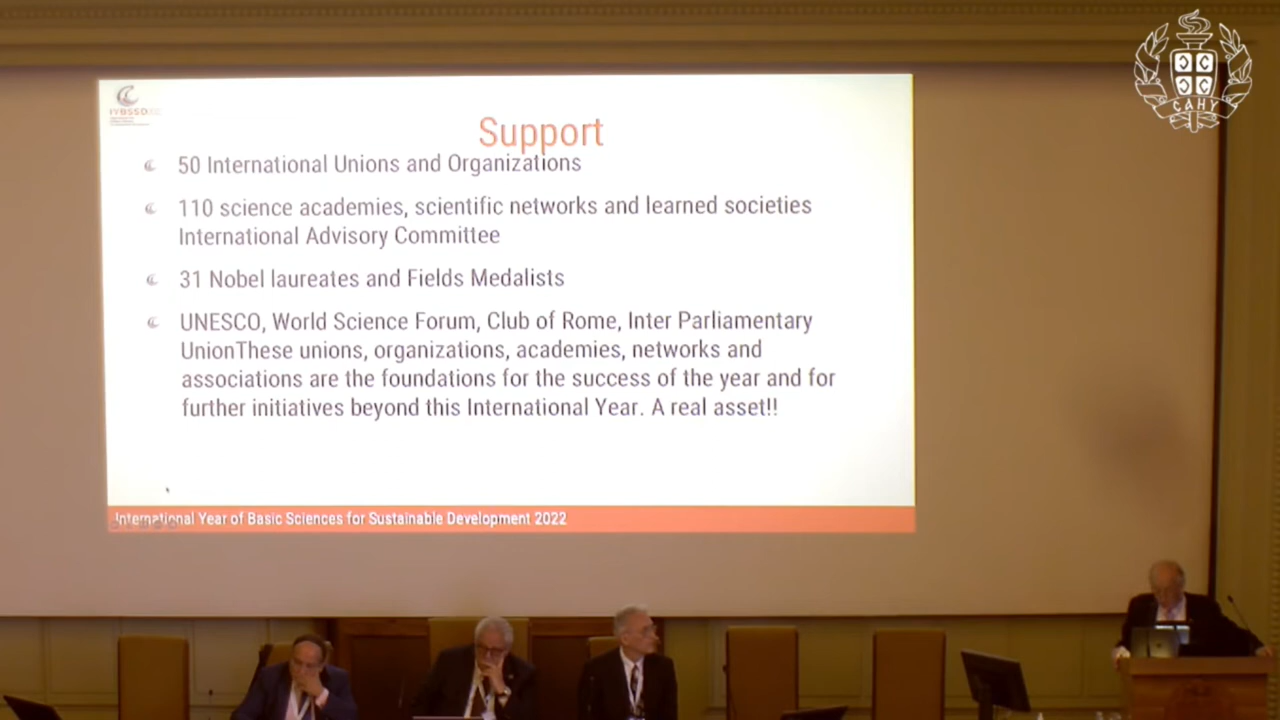 C C
Ɔ C
САНУ
IYBSSD
Support
50 International Unions and Organizations
110 science academies, scientific networks and learned societies
International Advisory Committee
31 Nobel laureates and Fields Medalists
UNESCO, World Science Forum, Club of Rome, Inter Parliamentary
UnionThese unions, organizations, academies, networks and
associations are the foundations for the success of the year and for
further initiatives beyond this International Year. A real asset!!
International Year of Basic Sciences for Sustainable Development 2022